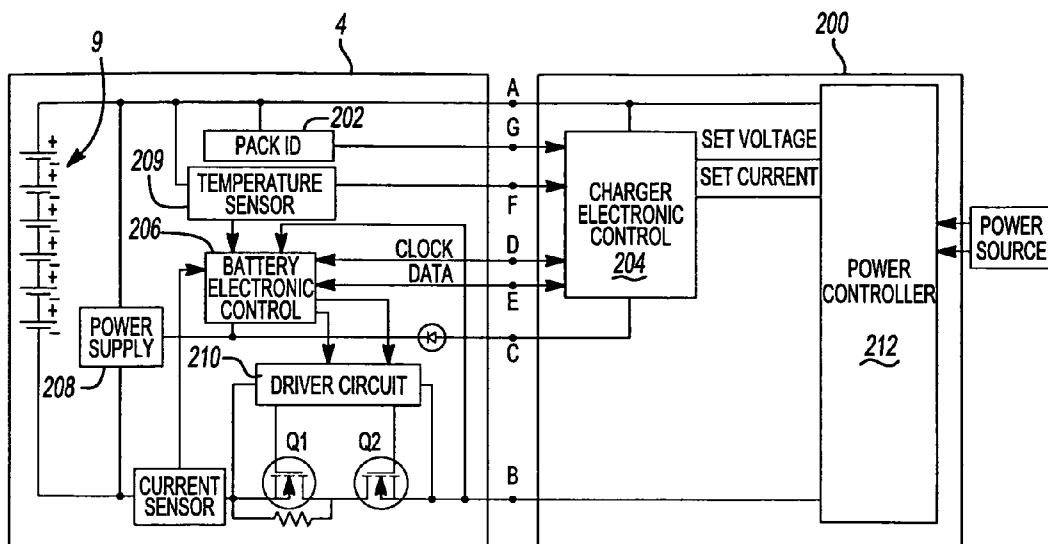 9
4
200
A
202
G
PACK ID
SET VOLTAGE
209
TEMPERATURE
SENSOR
F
SET CURRENT
CHARGER
ELECTRONIC
CONTROL
204
206
CLOCK
D
BATTERY
ELECTRONIC
CONTROL
DATA
E
POWER
SOURCE
POWER
CONTROLLER
212
POWER
SUPPLY
208
C
210
DRIVER CIRCUIT
Q1
Q2
B
CURRENT
SENSOR
+
-
+
-
+
-
+
-
+
-
+
-